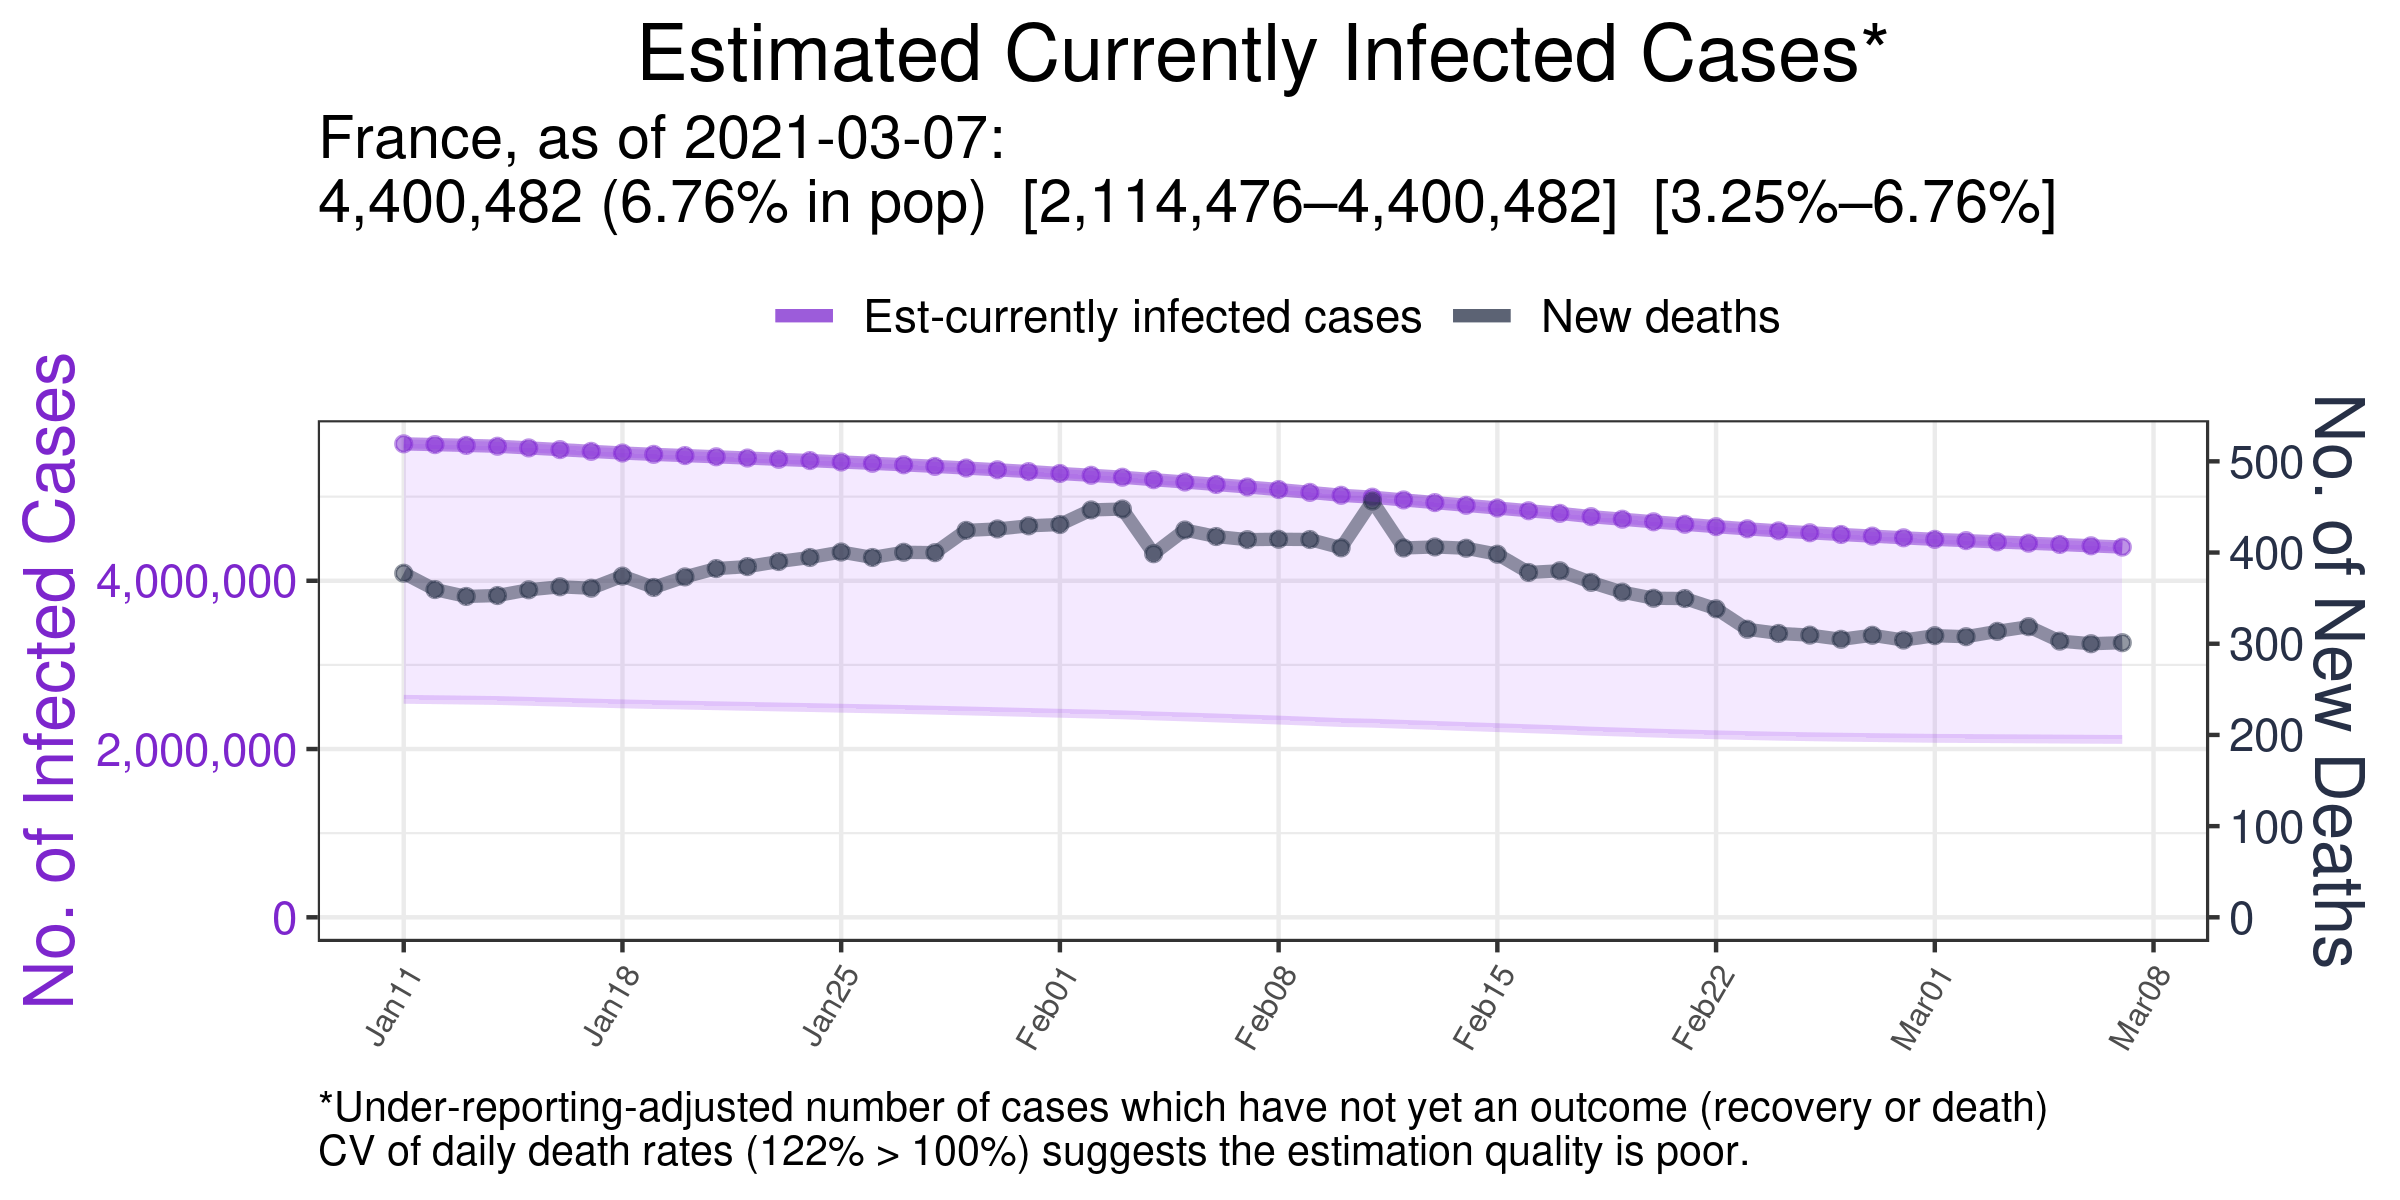 Estimated Currently Infected Cases*
France, as of 2021-03-07:
4,400,482 (6.76% in pop) [2,114,476–4,400,482] [3.25%–6.76%]
Est-currently infected cases
New deaths
No. of Infected Cases
4,000,000
2,000,000
0
No. of New Deaths
500
400
300
200
100
0
Jan11
Jan18
Jan25
Feb01
Feb08
Feb15
Feb22
Mar01
Mar08
*Under-reporting-adjusted number of cases which have not yet an outcome (recovery or death)
CV of daily death rates (122% > 100%) suggests the estimation quality is poor.